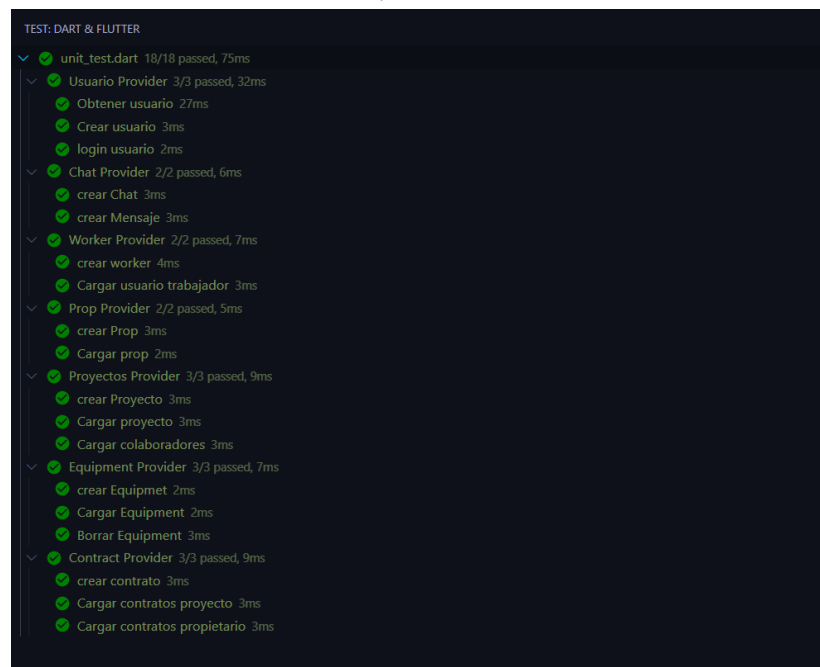 TEST: DART & FLUTTER
unit_test.dart 18/18 passed, 75ms
Usuario Provider 3/3 passed, 32ms
Obtener usuario 27ms
Crear usuario 3ms
login usuario 2ms
Chat Provider 2/2 passed, 6ms
crear Chat 3ms
crear Mensaje 3ms
Worker Provider 2/2 passed, 7ms
crear worker 4ms
Cargar usuario trabajador 3ms
Prop Provider 2/2 passed, 5ms
crear Prop 3ms
Cargar prop 2ms
Proyectos Provider 3/3 passed, 9ms
crear Proyecto 3ms
Cargar proyecto 3ms
Cargar colaboradores 3ms
Equipment Provider 3/3 passed, 7ms
crear Equipmet 2ms
Cargar Equipment 2ms
Borrar Equipment 3ms
Contract Provider 3/3 passed, 9ms
crear contrato 3ms
Cargar contratos proyecto 3ms
Cargar contratos propietario 3ms